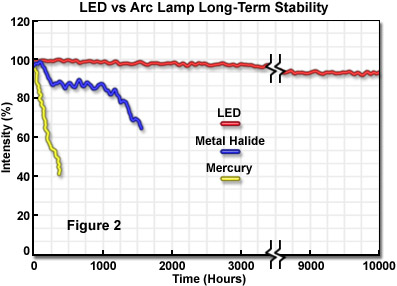 LED vs Arc Lamp Long-Term Stability
120
100
80
60
40
20
0
Intensity (%)
LED
Metal Halide
Mercury
Figure 2
0 1000 2000 3000 9000 10000
Time (Hours)